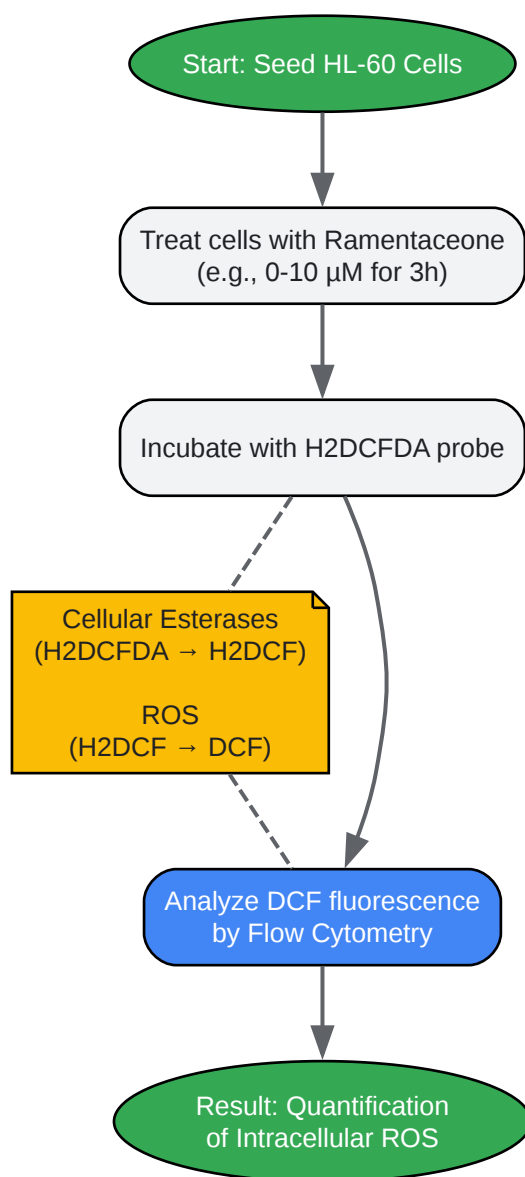 Start: Seed HL-60 Cells
Treat cells with Ramentaceone
(e.g., 0-10 µM for 3h)
Incubate with H2DCFDA probe
Cellular Esterases
(H2DCFDA → H2DCF)
ROS
(H2DCF → DCF)
Analyze DCF fluorescence
by Flow Cytometry
Result: Quantification
of Intracellular ROS